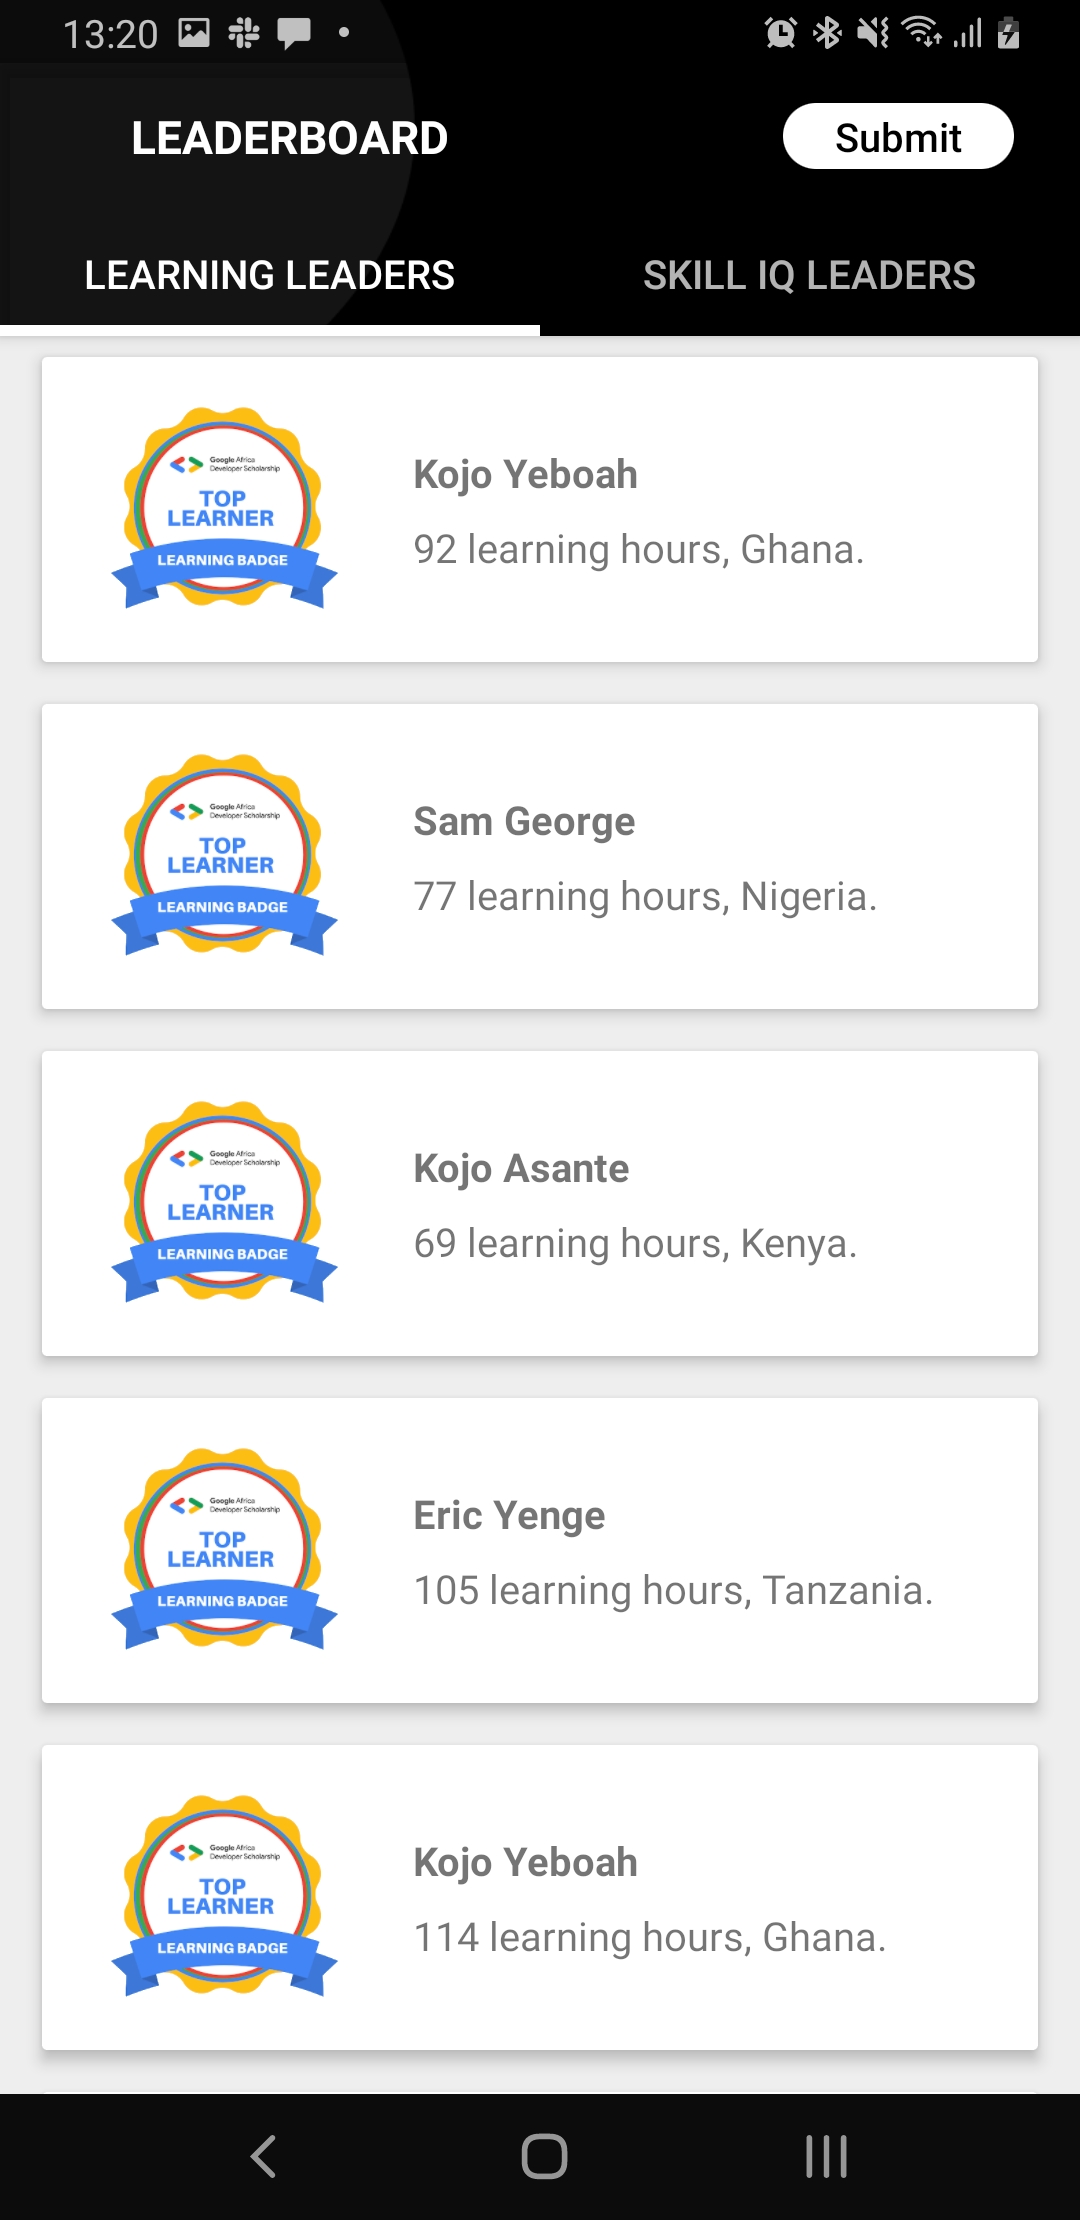 13:20
LEADERBOARD
Submit
LEARNING LEADERS
SKILL IQ LEADERS
Google Africa
Developer Scholarship
TOP
LEARNER
LEARNING BADGE
Kojo Yeboah
92 learning hours, Ghana.
Google Africa
Developer Scholarship
TOP
LEARNER
LEARNING BADGE
Sam George
77 learning hours, Nigeria.
Google Africa
Developer Scholarship
TOP
LEARNER
LEARNING BADGE
Kojo Asante
69 learning hours, Kenya.
Google Africa
Developer Scholarship
TOP
LEARNER
LEARNING BADGE
Eric Yenge
105 learning hours, Tanzania.
Google Africa
Developer Scholarship
TOP
LEARNER
LEARNING BADGE
Kojo Yeboah
114 learning hours, Ghana.